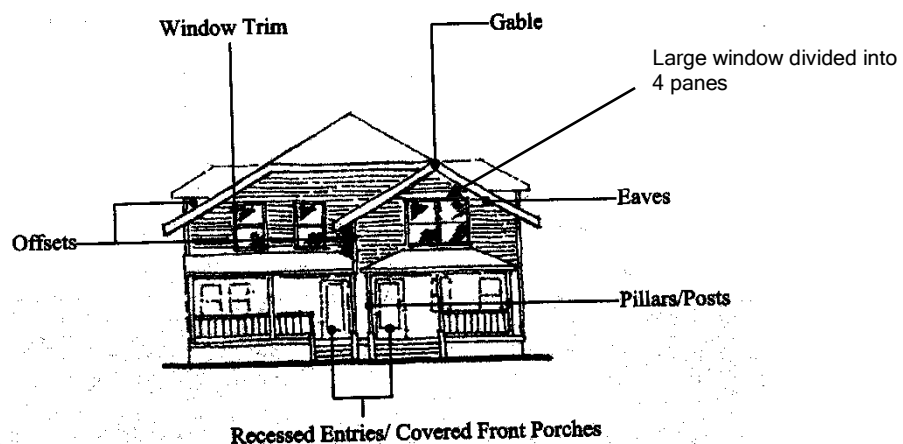 Gable
Window Trim
Large window divided into
4 panes
Eaves
Offsets
Pillars/Posts
Recessed Entries/ Covered Front Porches